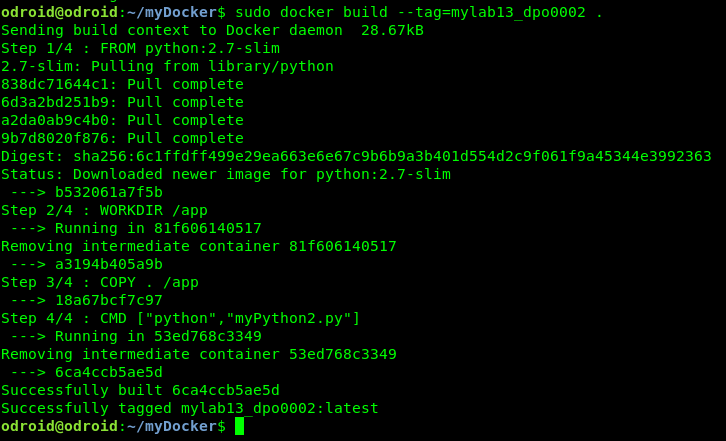 odroid@odroid:~/myDocker$ sudo docker build --tag=mylab13_dpo0002 .
Sending build context to Docker daemon  28.67kB
Step 1/4 : FROM python:2.7-slim
2.7-slim: Pulling from library/python
838dc71644c1: Pull complete
6d3a2bd251b9: Pull complete
a2da0ab9c4b0: Pull complete
9b7d8020f876: Pull complete
Digest: sha256:6c1ffdff499e29ea663e6e67c9b6b9a3b401d554d2c9f061f9a45344e3992363
Status: Downloaded newer image for python:2.7-slim
 ---> b532061a7f5b
Step 2/4 : WORKDIR /app
 ---> Running in 81f606140517
Removing intermediate container 81f606140517
 ---> a3194b405a9b
Step 3/4 : COPY . /app
 ---> 18a67bcf7c97
Step 4/4 : CMD ["python","myPython2.py"]
 ---> Running in 53ed768c3349
Removing intermediate container 53ed768c3349
 ---> 6ca4ccb5ae5d
Successfully built 6ca4ccb5ae5d
Successfully tagged mylab13_dpo0002:latest
odroid@odroid:~/myDocker$